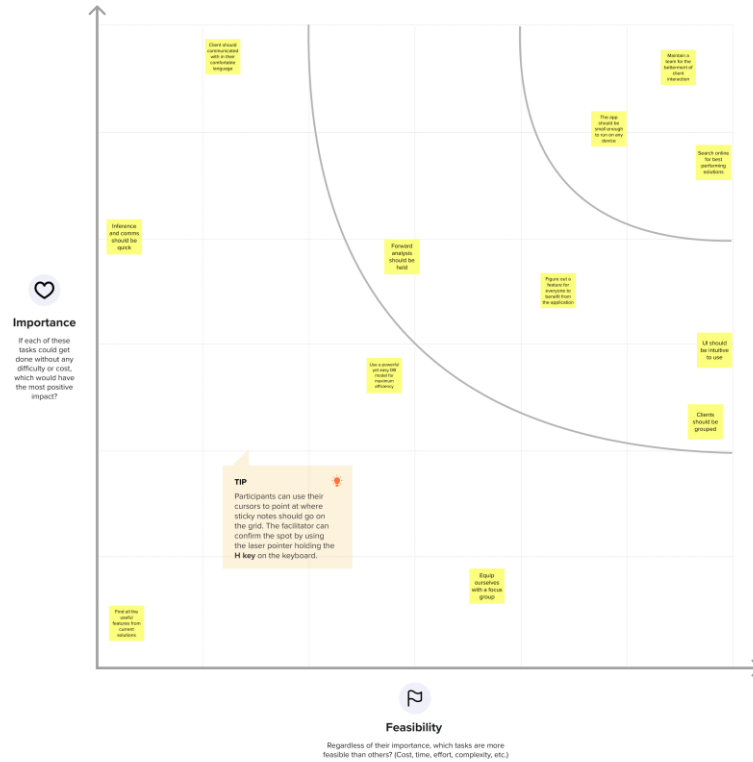 Client should
communicated
with in their
comfortable
language
Maintain a
team for the
betterment of
client
interaction
The app
should be
small enough
to run on any
device
Search online
for best
performing
solutions
Inference
and comms
should be
quick
Forward
analysis
should be
held
Figure out a
feature for
everyone to
benefit from
the application
Importance
If each of these
tasks could get
done without any
difficulty or cost,
which would have
the most positive
impact?
UI should
be intuitive
to use
Use a powerful
yet easy DB
model for
maximum
efficiency
Clients
should be
grouped
TIP
Participants can use their
cursors to point at where
sticky notes should go on
the grid. The facilitator can
confirm the spot by using
the laser pointer holding the
H key on the keyboard.
Equip
ourselves
with a focus
group
Find all the
useful
features from
current
solutions
Feasibility
Regardless of their importance, which tasks are more
feasible than others? (Cost, time, effort, complexity, etc.)